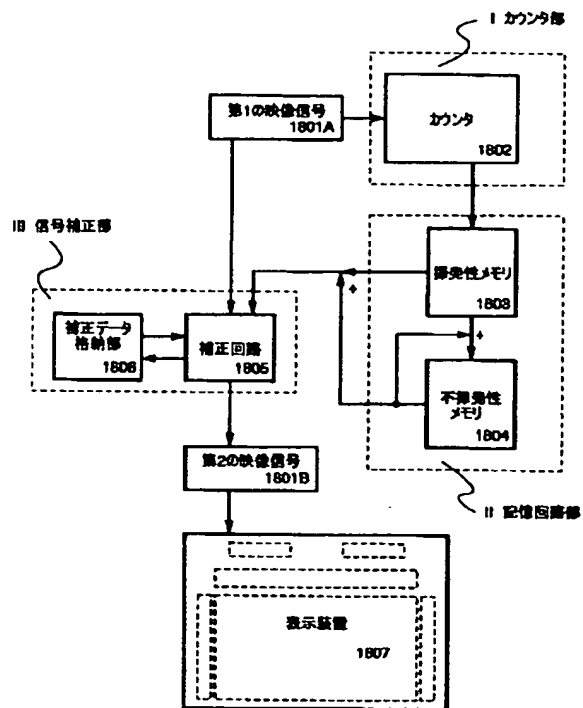 I カウンタ部
第1の映像信号
1801A
カウンタ
1802
III 信号補正部
揮発性メモリ
1803
+
補正データ
格納部
1806
補正回路
1805
+
不揮発性
メモリ
1804
第2の映像信号
1801B
II 記憶回路部
表示装置
1807